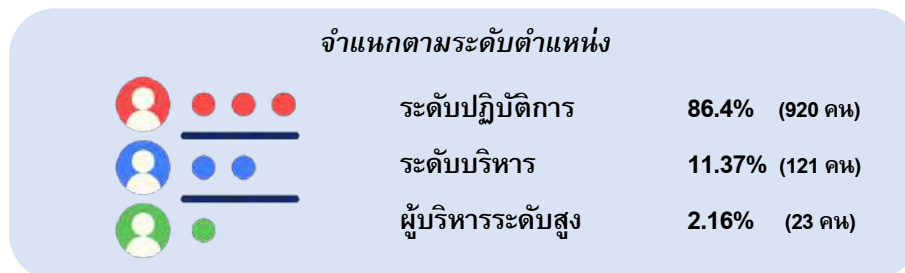 จำแนกตามระดับตำแหน่ง
ระดับปฏิบัติการ 86.4% (920 คน)
ระดับบริหาร 11.37% (121 คน)
ผู้บริหารระดับสูง 2.16% (23 คน)